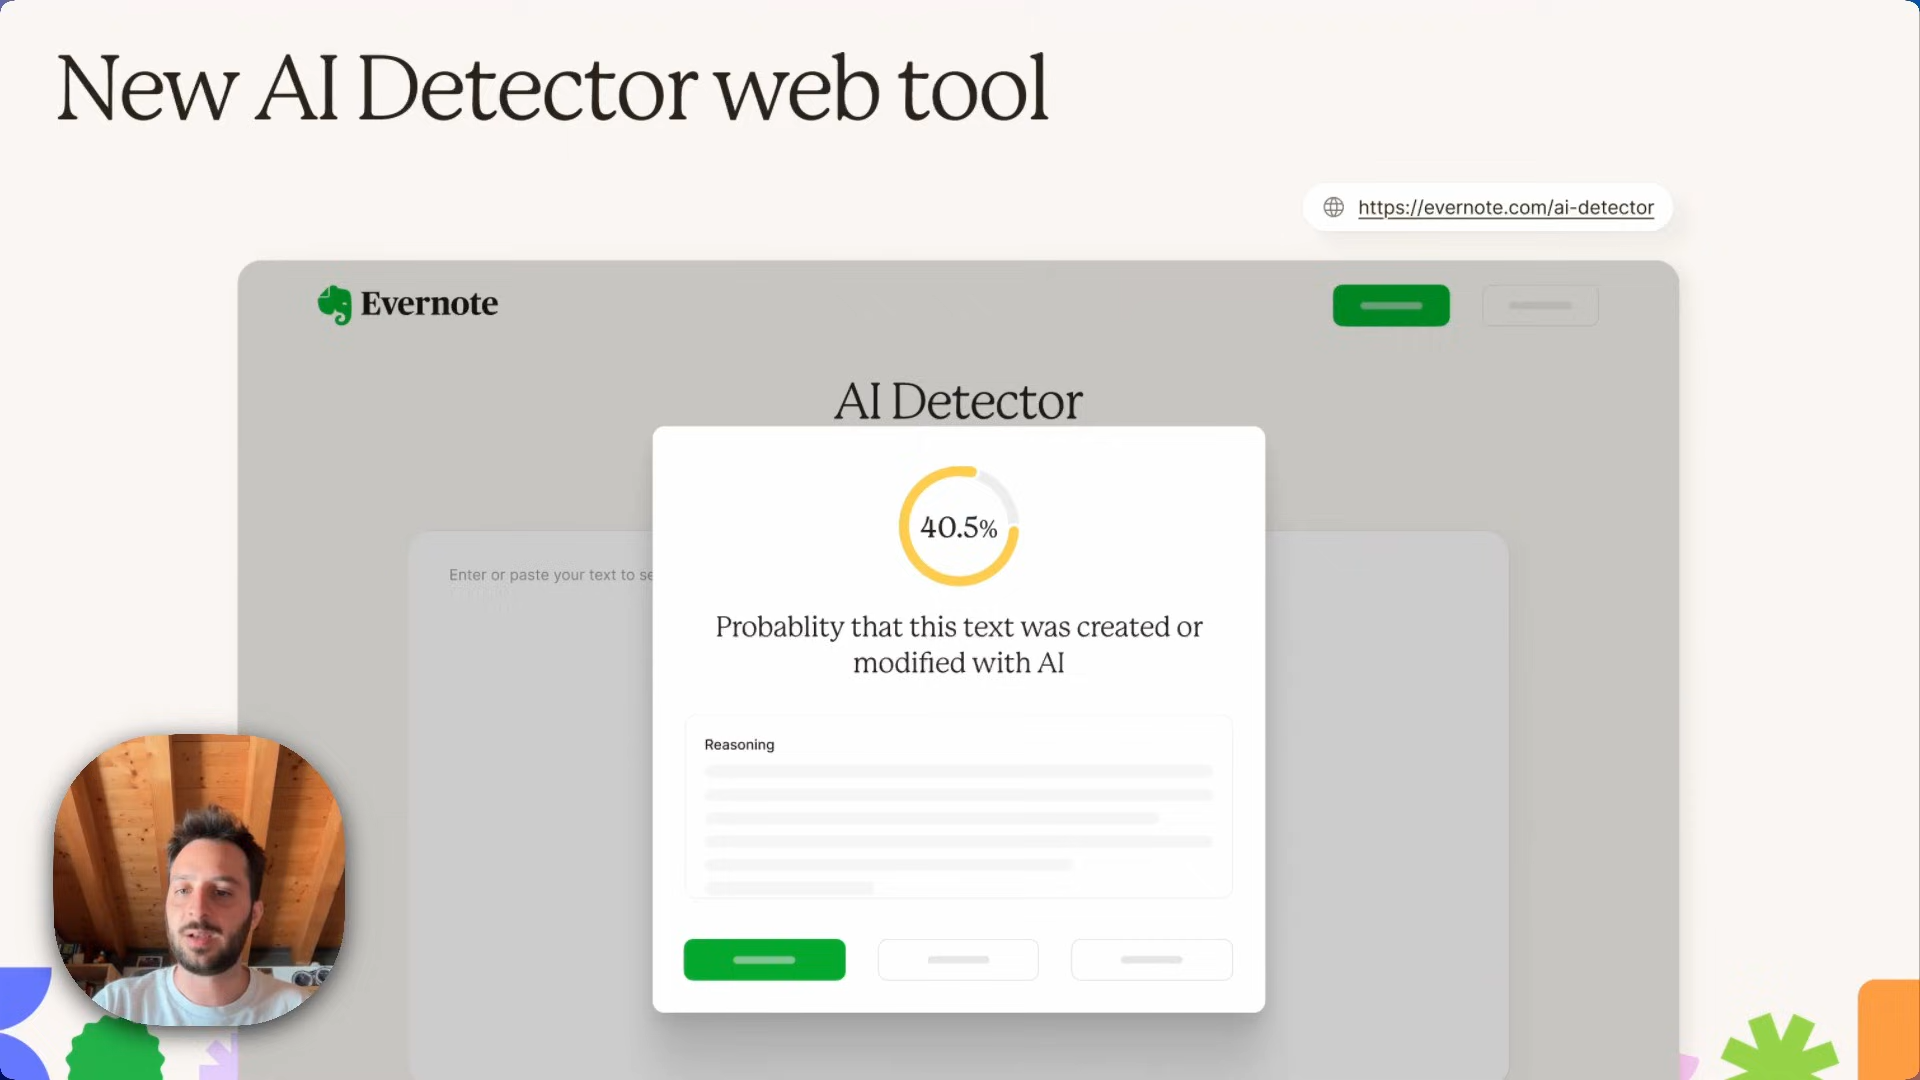 New AI Detector web tool
https://evernote.com/ai-detector
Evernote
AI Detector
Enter or paste your text to se
40.5%
Probablity that this text was created or
modified with AI
Reasoning